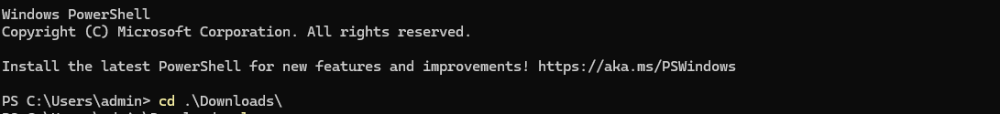 Windows PowerShell
Copyright (C) Microsoft Corporation. All rights reserved.
Install the latest PowerShell for new features and improvements! https://aka.ms/PSWindows
PS C:\Users\admin> cd .\Downloads\